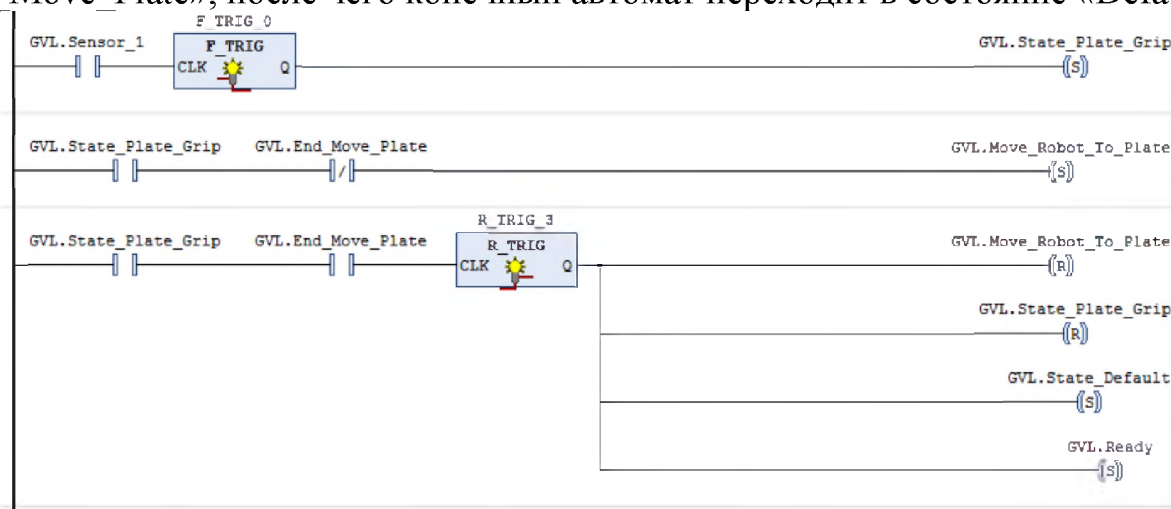 Move_Plate», после чего конечный автомат переходит в состояние «Defa
F_TRIG_0
GVL.Sensor_1 F_TRIG GVL.State_Plate_Grip
CLK Q (S)
GVL.State_Plate_Grip GVL.End_Move_Plate GVL.Move_Robot_To_Plate
/ (S)
R_TRIG_3
GVL.State_Plate_Grip GVL.End_Move_Plate R_TRIG GVL.Move_Robot_To_Plate
CLK Q (R)
GVL.State_Plate_Grip
(R)
GVL.State_Default
(S)
GVL.Ready
(S)